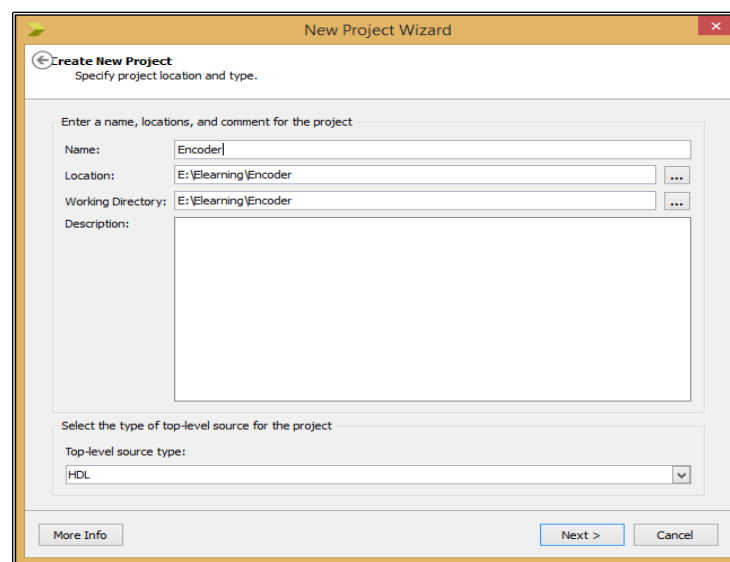 New Project Wizard
Create New Project
Specify project location and type.
Enter a name, locations, and comment for the project
Name: Encoder
Location: E:\Elearning\Encoder ...
Working Directory: E:\Elearning\Encoder ...
Description:
Select the type of top-level source for the project
Top-level source type:
HDL
More Info Next > Cancel